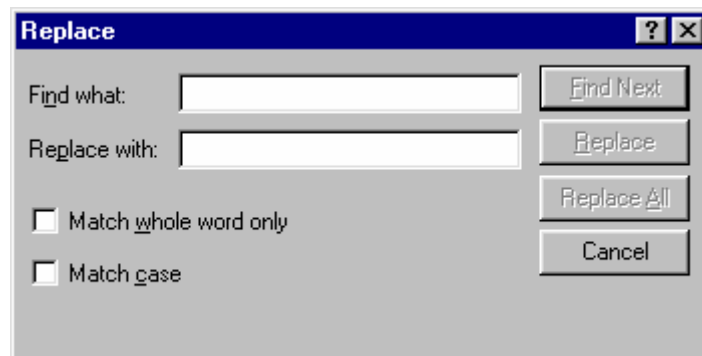 Replace
Find what:
Find Next
Replace with:
Replace
Replace All
Match whole word only
Cancel
Match case